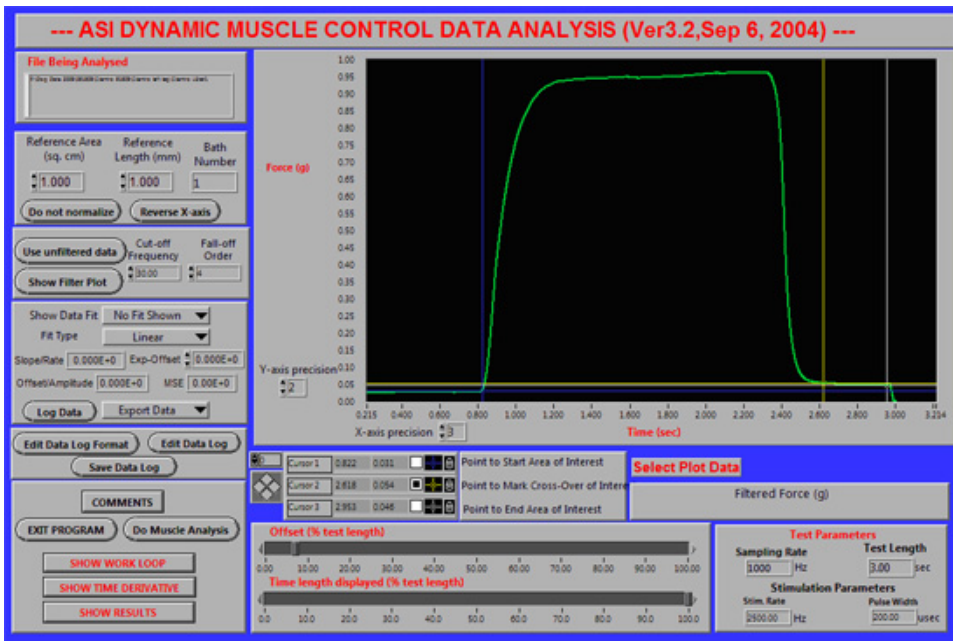 --- ASI DYNAMIC MUSCLE CONTROL DATA ANALYSIS (Ver3.2,Sep 6, 2004) ---
File Being Analysed
Reference Area (sq. cm)
Reference Length (mm)
Bath Number
1.000
1.000
1
Do not normalize
Reverse X-axis
Use unfiltered data
Cut-off Frequency
Fall-off Order
Show Filter Plot
30.00
4
Show Data Fit
No Fit Shown
Fit Type
Linear
Slope/Rate
0.000E+0
Exp-Offset
0.000E+0
Offset/Amplitude
0.000E+0
MSE
0.00E+0
Log Data
Export Data
Edit Data Log Format
Edit Data Log
Save Data Log
COMMENTS
EXIT PROGRAM
Do Muscle Analysis
SHOW WORK LOOP
SHOW TIME DERIVATIVE
SHOW RESULTS
Force (g)
1.00
0.95
0.90
0.85
0.80
0.75
0.70
0.65
0.60
0.55
0.50
0.45
0.40
0.35
0.30
0.25
0.20
0.15
0.10
0.05
0.00
Y-axis precision
2
0.215 0.400 0.600 0.800 1.000 1.200 1.400 1.600 1.800 2.000 2.200 2.400 2.600 2.800 3.000 3.214
X-axis precision 3
Time (sec)
0
Cursor 1 0.822 0.031 Point to Start Area of Interest
Cursor 2 2.618 0.054 Point to Mark Cross-Over of Intere
Cursor 3 2.953 0.046 Point to End Area of Interest
Select Plot Data
Filtered Force (g)
Offset (% test length)
0.00 10.00 20.00 30.00 40.00 50.00 60.00 70.00 80.00 90.00 100.00
Time length displayed (% test length)
0.0 10.0 20.0 30.0 40.0 50.0 60.0 70.0 80.0 90.0 100.0
Test Parameters
Sampling Rate
Test Length
1000 Hz
3.00 sec
Stimulation Parameters
Stim. Rate
Pulse Width
2500.00 Hz
200.00 usec